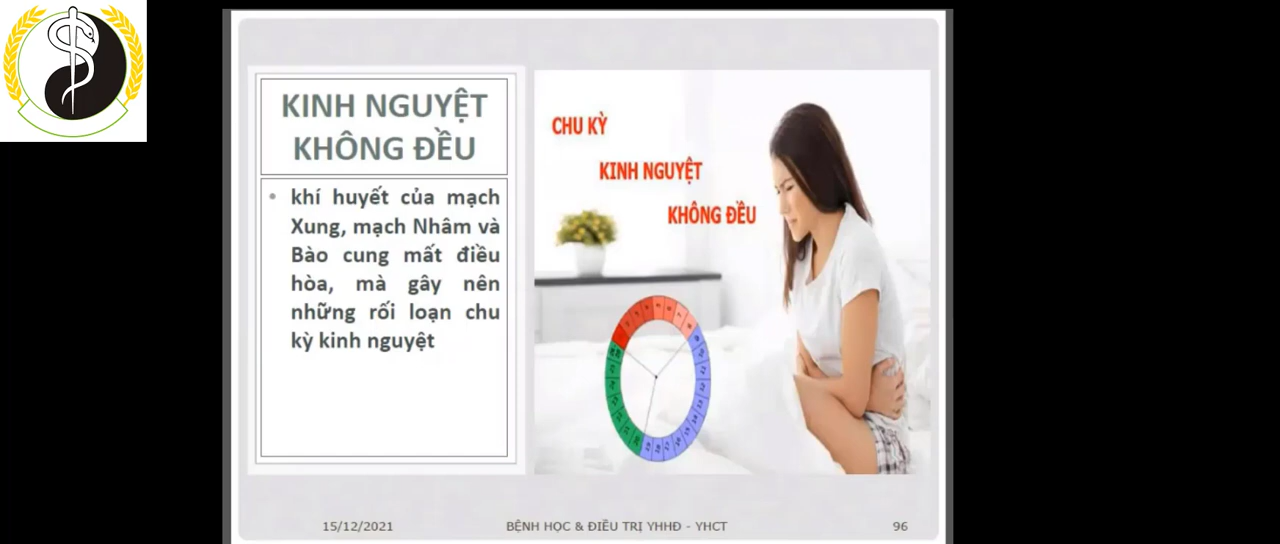 KINH NGUYỆT
KHÔNG ĐỀU
• khí huyết của mạch
Xung, mạch Nhâm và
Bào cung mất điều
hòa, mà gây nên
những rối loạn chu
kỳ kinh nguyệt
CHU KỲ
KINH NGUYỆT
KHÔNG ĐỀU
15/12/2021
BỆNH HỌC & ĐIỀU TRỊ YHHĐ - YHCT
96